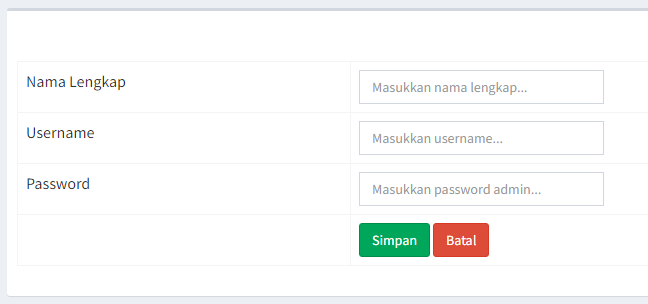 Nama Lengkap
Masukkan nama lengkap...
Username
Masukkan username...
Password
Masukkan password admin...
Simpan Batal